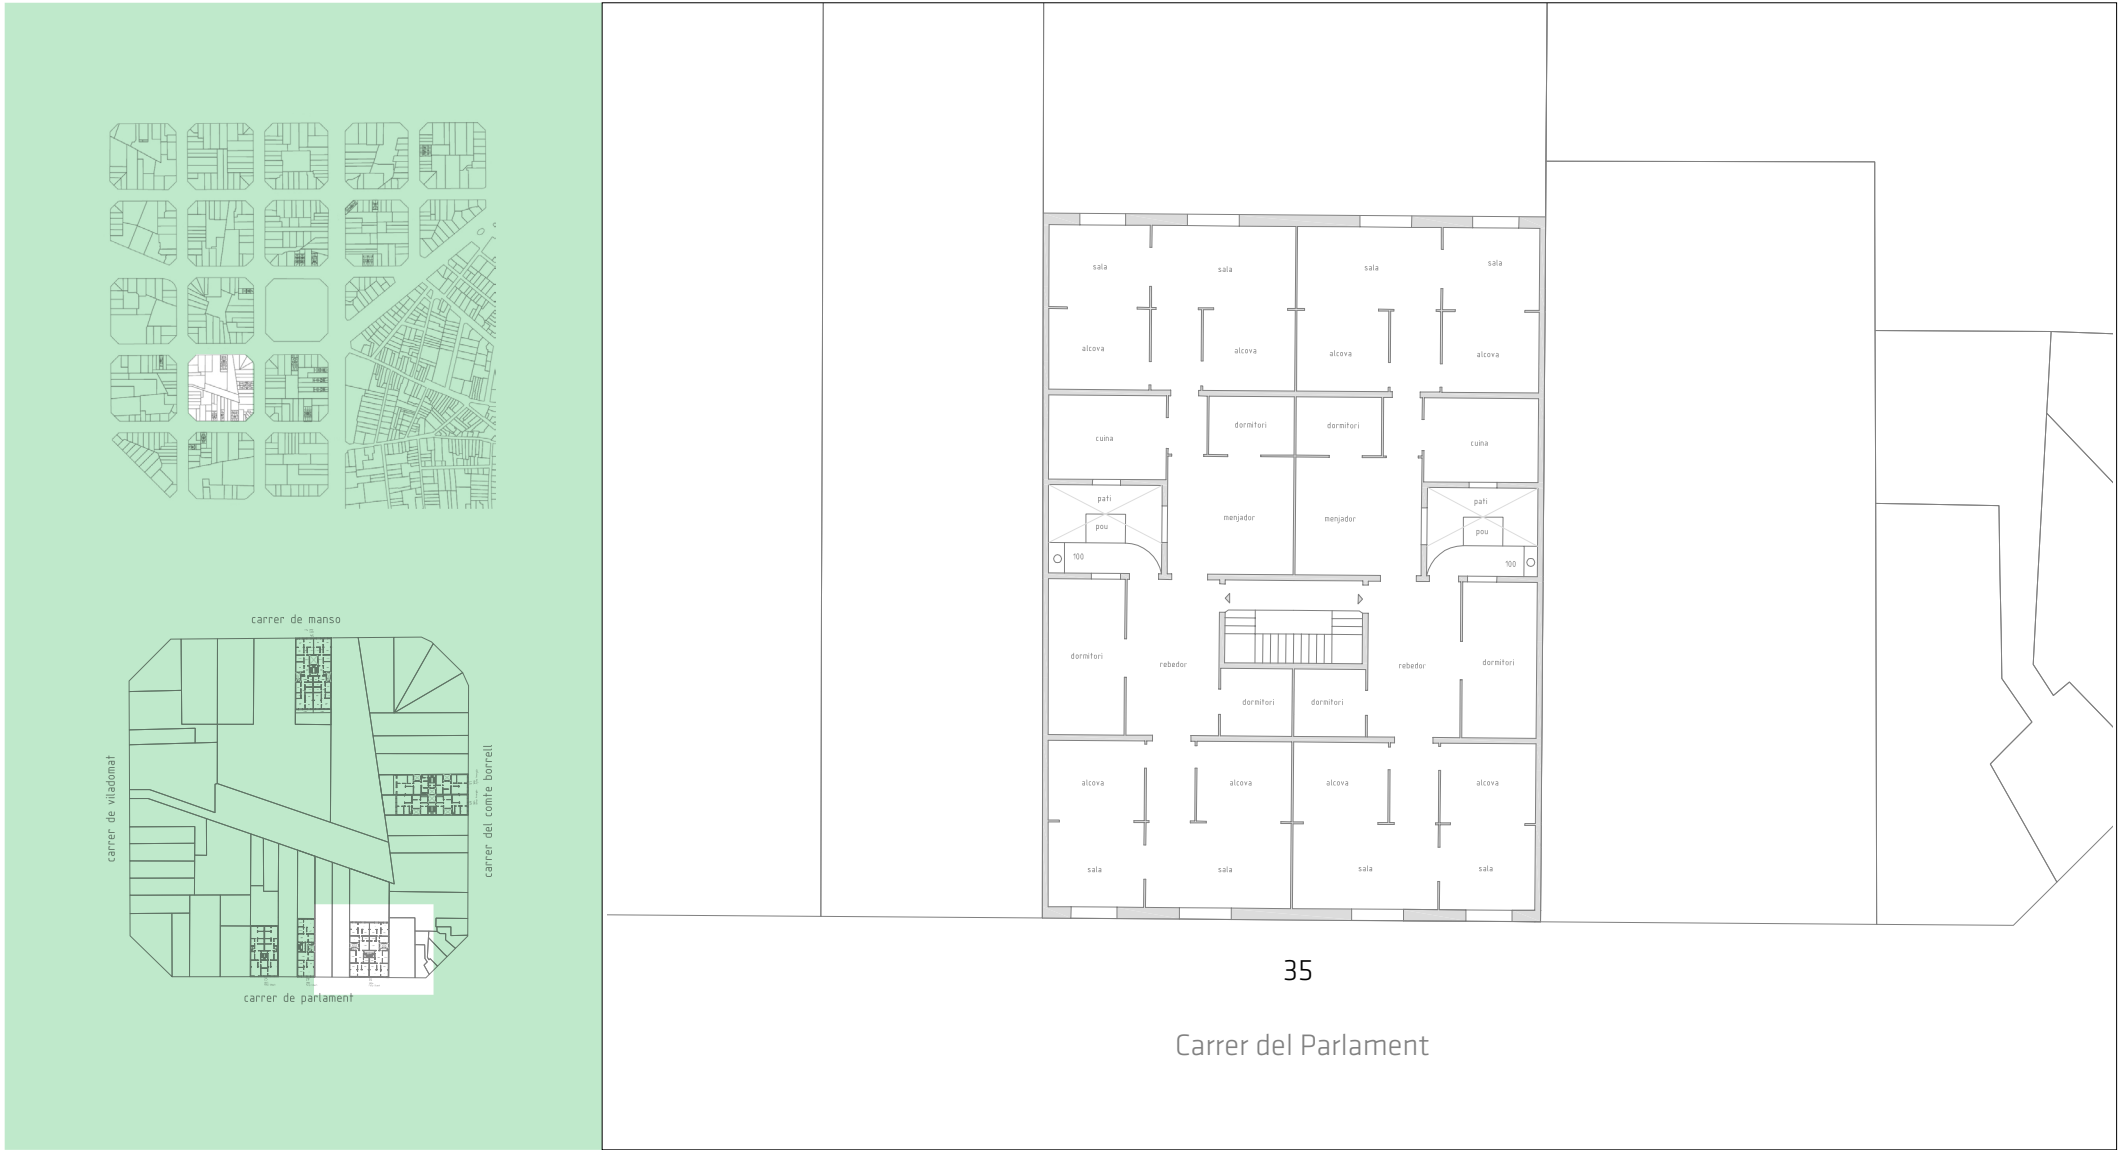 carrer de manso
carrer de viladomat
carrer del comte borrell
carrer de parlament
sala
sala
sala
sala
alcova
alcova
alcova
alcova
cuina
dormitori
dormitori
cuina
pati
pou
100
menjador
menjador
pati
pou
100
dormitori
rebedor
rebedor
dormitori
dormitori
dormitori
alcova
alcova
alcova
alcova
sala
sala
sala
sala
35
Carrer del Parlament